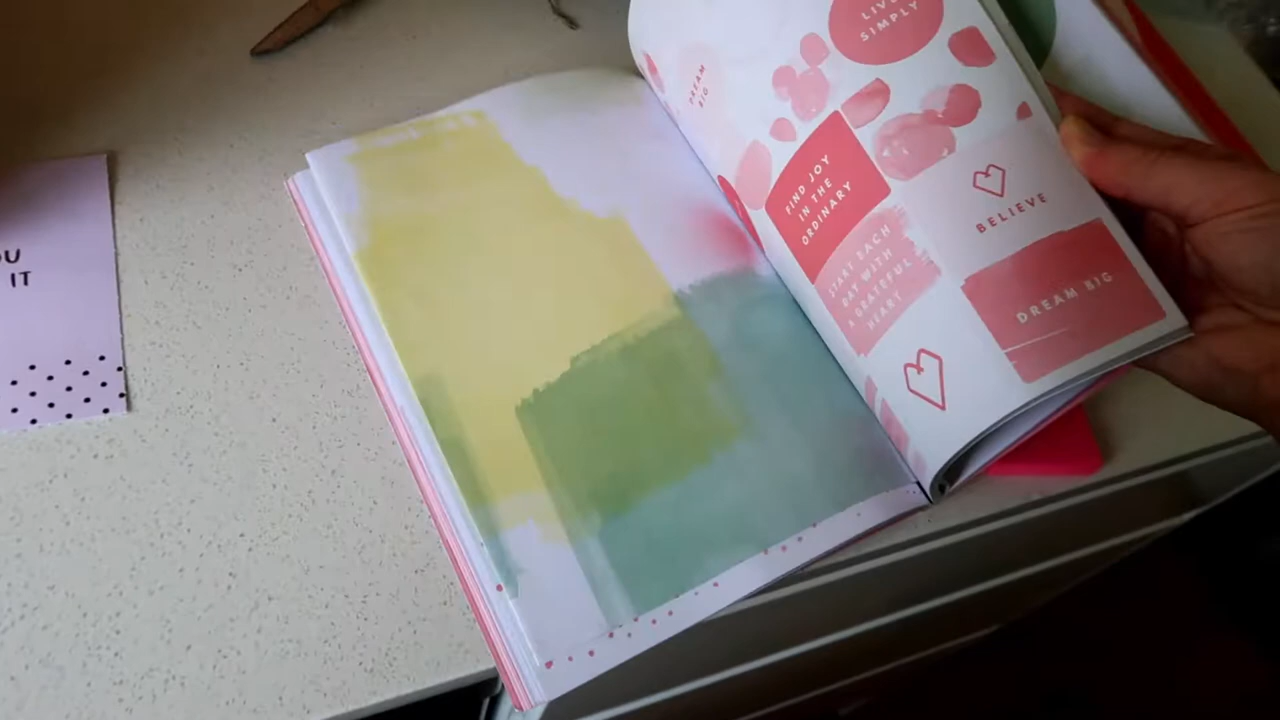 OU
IT
LIVE
SIMPLY
DREAM
BIG
FIND JOY
IN THE
ORDINARY
START EACH
DAY WITH
A GRATEFUL
HEART
BELIEVE
DREAM BIG